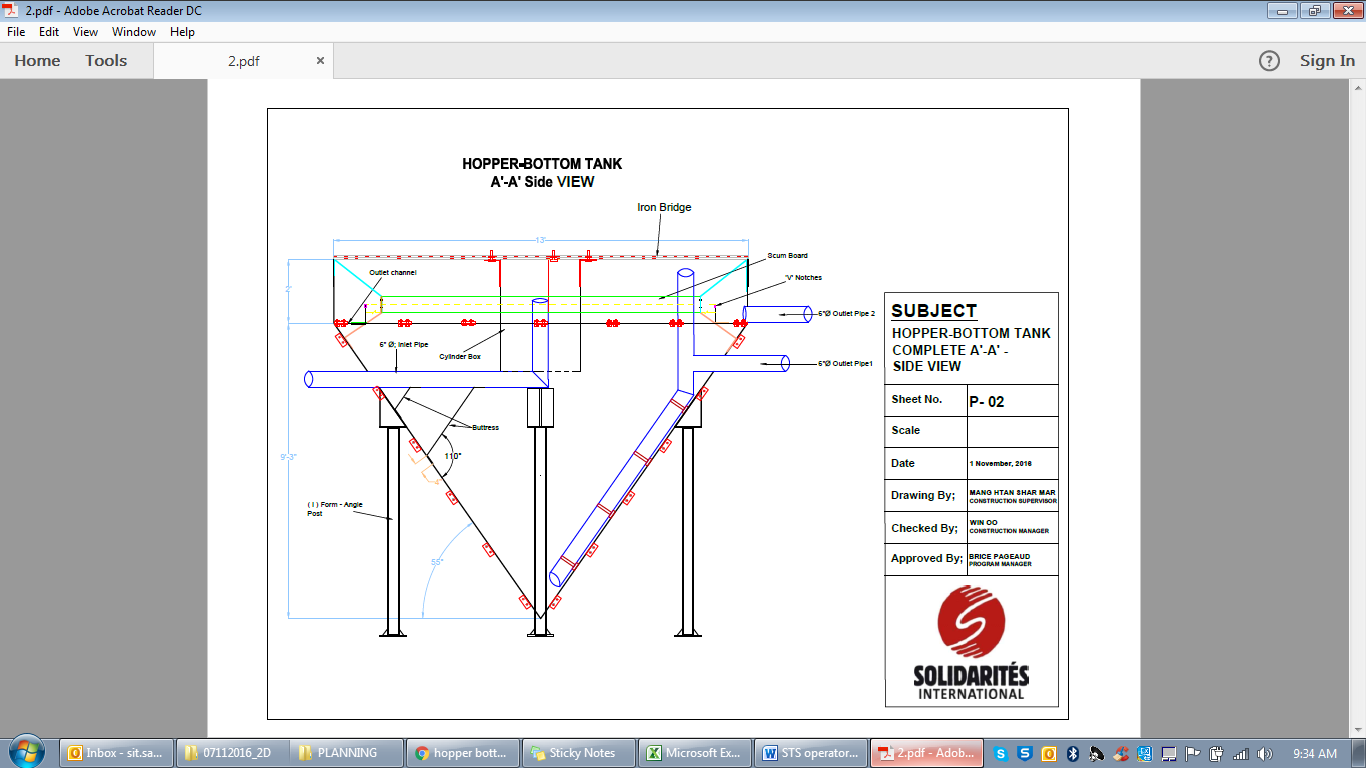 2.pdf - Adobe Acrobat Reader DC
File Edit View Window Help
Home Tools 2.pdf × ? Sign In
HOPPER-BOTTOM TANK
A'-A' Side VIEW
Iron Bridge
13'
Scum Board
Outlet channel
'V' Notches
2'
6"Ø Outlet Pipe 2
6" Ø; Inlet Pipe
Cylinder Box
6"Ø Outlet Pipe1
Buttress
110°
9'-3"
4"
( I ) Form - Angle
Post
55°
SUBJECT
HOPPER-BOTTOM TANK
COMPLETE A'-A' -
SIDE VIEW
Sheet No. P- 02
Scale
Date 1 November, 2016
Drawing By; MANG HTAN SHAR MAR
CONSTRUCTION SUPERVISOR
Checked By; WIN OO
CONSTRUCTION MANAGER
Approved By; BRICE PAGEAUD
PROGRAM MANAGER
SOLIDARITÉS
INTERNATIONAL
Inbox - sit.sa... 07112016_2D PLANNING hopper bott... Sticky Notes Microsoft Ex... STS operator... 2.pdf - Adob... 9:34 AM